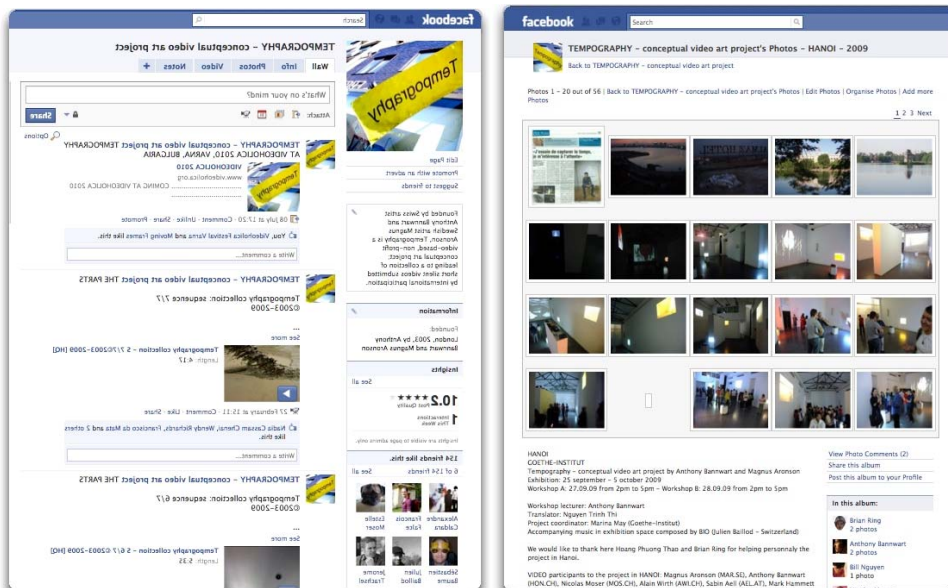 facebook
Search
TEMPOGRAPHY - conceptual video art project
Wall Info Photos Video Notes +
What's on your mind?
Attach:
Share
Options
TEMPOGRAPHY - conceptual video art project TEMPOGRAPHY
AT VIDEOHOLICA 2010, VARNA, BULGARIA
VIDEOHOLICA 2010
www.videoholica.org
COMING AT VIDEOHOLICA 2010
08 July at 17:20 · Comment · Unlike · Share · Promote
You, Videoholica Festival Varna and Moving Frames like this.
Write a comment...
TEMPOGRAPHY - conceptual video art project THE PARTS
Tempography collection: sequence 7/7
©2003-2009
...
See more
Tempography collection - S 7/7©2003-2009 [HQ]
Length: 4:17
27 February at 15:11 · Comment · Like · Share
Nadia Cassam Chenai, Wendy Richards, Francisco da Mata and 2 others
like this.
Write a comment...
TEMPOGRAPHY - conceptual video art project THE PARTS
Tempography collection: sequence 6/7
©2003-2009
...
See more
Tempography collection - S 6/7 ©2003-2009 [HQ]
Length: 5:35
Tempography
Edit Page
Promote with an advert
Suggest to friends
Founded by Swiss artist
Anthony Bannwart and
Swedish artist Magnus
Aronson, Tempography is a
video-based, non-profit
conceptual art project;
leading to a collection of
short silent videos submitted
by international participation.
Information
Founded:
London, 2003, by Anthony
Bannwart and Magnus Aronson
Insights
See all
10.2 Post Quality
1 Interactions
This Week
Insights are visible to page admins only.
154 friends like this.
6 of 154 friends See all
Alexandre Caldara
Francois Fatre
Estelle Moser
Sébastien Baume
Julien Baillod
Jerome Tractsel
facebook
Search
TEMPOGRAPHY - conceptual video art project's Photos - HANOI - 2009
Back to TEMPOGRAPHY - conceptual video art project
Photos 1 - 20 out of 56 | Back to TEMPOGRAPHY - conceptual video art project's Photos | Edit Photos | Organise Photos | Add more
Photos
1 2 3 Next
HANOI
GOETHE-INSTITUT
Tempography - conceptual video art project by Anthony Bannwart and Magnus Aronson
Exhibition: 25 september - 5 octobre 2009
Workshop A: 27.09.09 from 2pm to 5pm - Workshop B: 28.09.09 from 2pm to 5pm
Workshop lecturer: Anthony Bannwart
Translator: Nguyen Trinh Thi
Project coordinator: Marina May (Goethe-Institut)
Accompanying music in exhibition space composed by BIO (Julien Baillod - Switzerland)
We would like to thank here Hoang Phuong Thao and Brian Ring for helping personnaly the
project in Hanoi.
VIDEO participants to the project in HANOI: Magnus Aronson (MAR.SE), Anthony Bannwart
(HON.CH), Nicolas Moser (MOS.CH), Alain Wirth (AWI.CH), Sabin Aell (AEL.AT), Mark Hammett
View Photo Comments (2)
Share this album
Post this album to your Profile
In this album:
Brian Ring
2 photos
Anthony Bannwart
2 photos
Bill Nguyen
1 photo